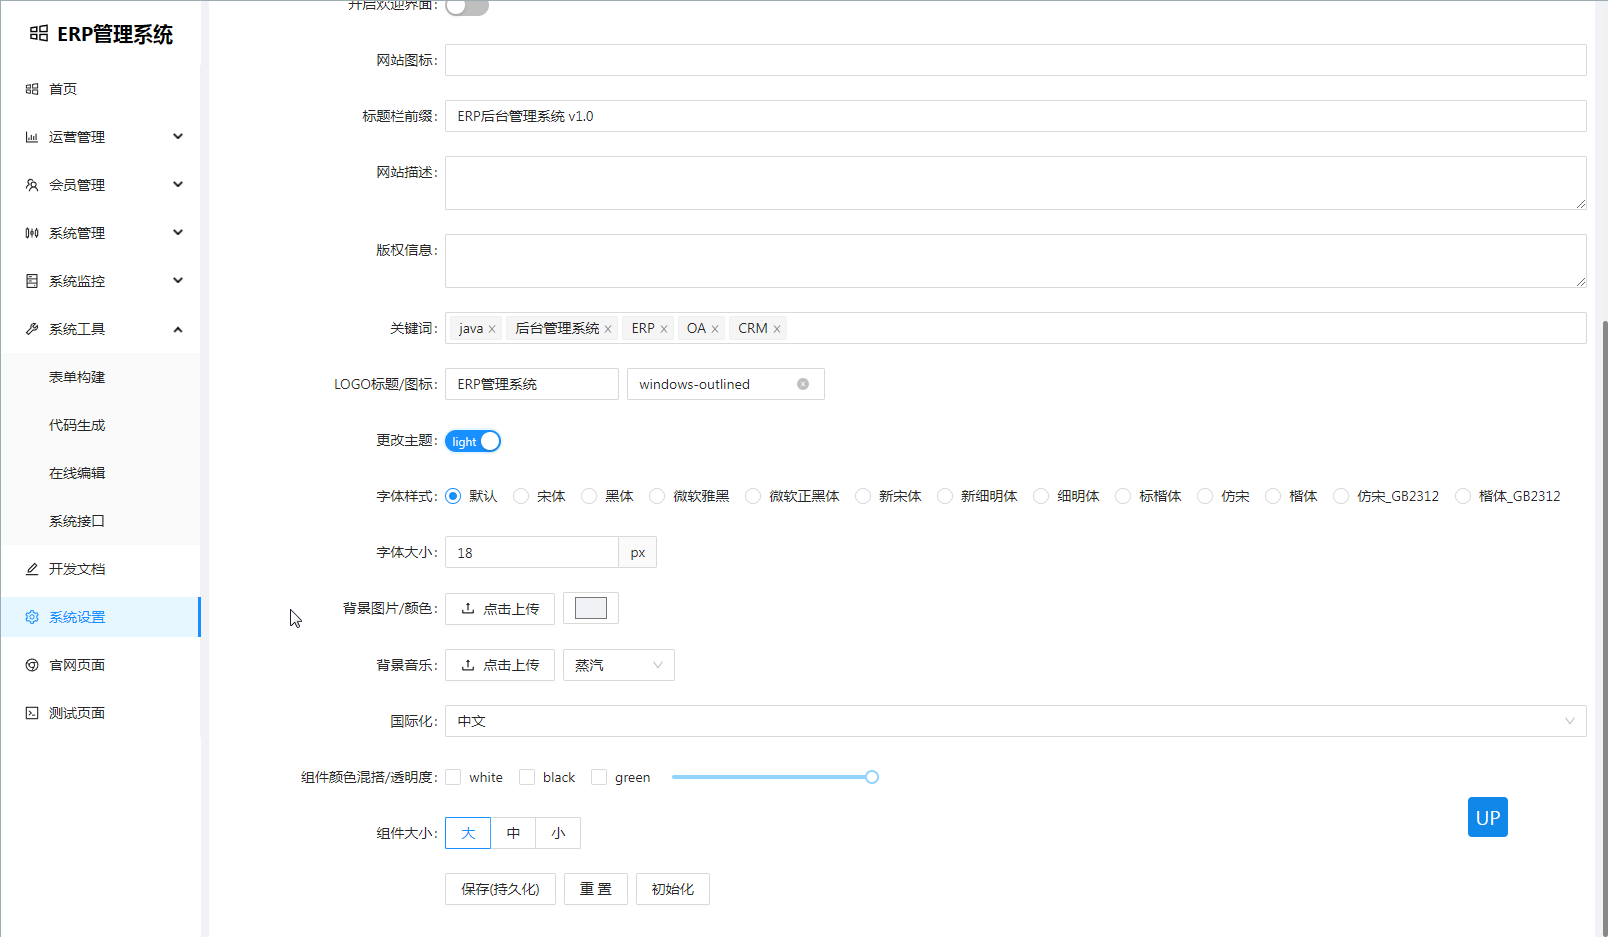 ERP管理系统
首页
运营管理
会员管理
系统管理
系统监控
系统工具
表单构建
代码生成
在线编辑
系统接口
开发文档
系统设置
官网页面
测试页面
开启欢迎界面:
网站图标:
标题栏前缀: ERP后台管理系统 v1.0
网站描述:
版权信息:
关键词: java × 后台管理系统 × ERP × OA × CRM ×
LOGO标题/图标: ERP管理系统 windows-outlined
更改主题: light
字体样式: 默认 宋体 黑体 微软雅黑 微软正黑体 新宋体 新细明体 细明体 标楷体 仿宋 楷体 仿宋_GB2312 楷体_GB2312
字体大小: 18 px
背景图片/颜色: 点击上传
背景音乐: 点击上传 蒸汽
国际化: 中文
组件颜色混搭/透明度: white black green
组件大小: 大 中 小
保存(持久化) 重 置 初始化
UP